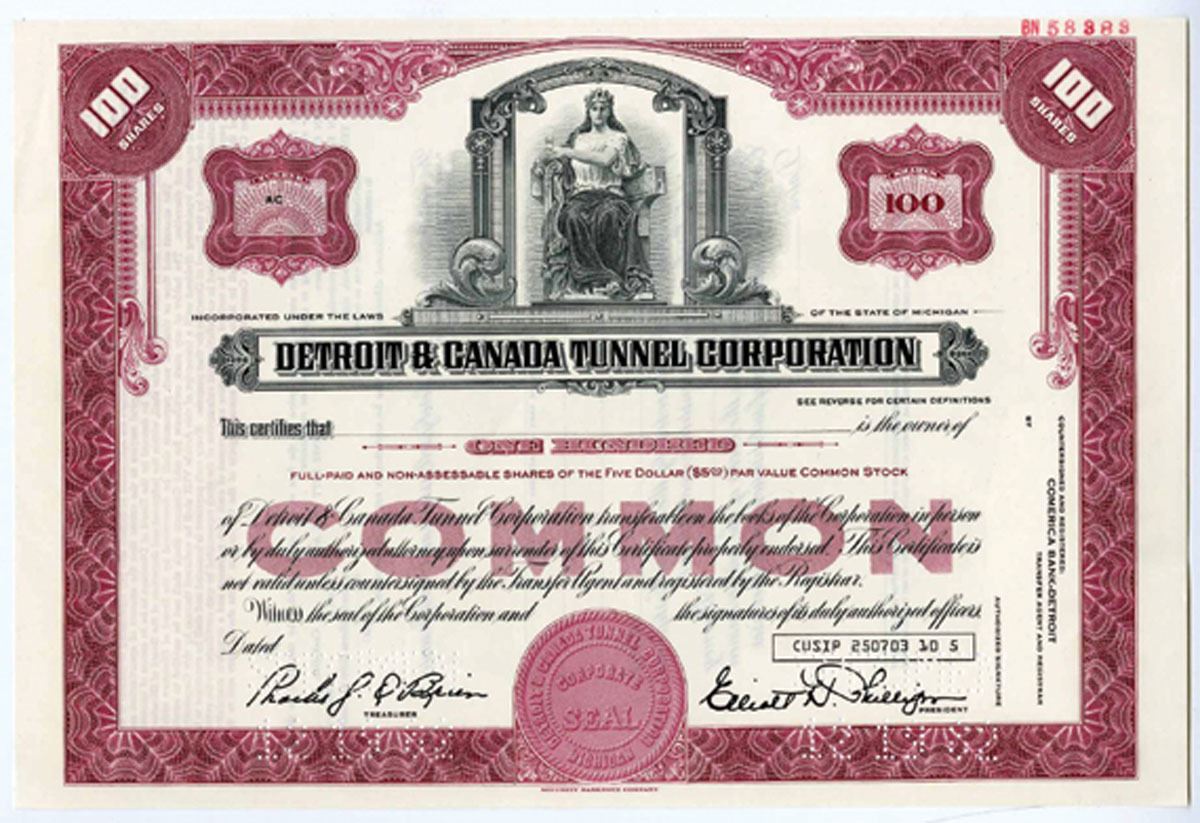 BN 58383
100 SHARES
100 SHARES
AC
100
INCORPORATED UNDER THE LAWS
OF THE STATE OF MICHIGAN
DETROIT & CANADA TUNNEL CORPORATION
SEE REVERSE FOR CERTAIN DEFINITIONS
This certifies that
is the owner of
ONE HUNDRED
FULL-PAID AND NON-ASSESSABLE SHARES OF THE FIVE DOLLAR ($5.00) PAR VALUE COMMON STOCK
COMMON
of Detroit & Canada Tunnel Corporation transferable on the books of the Corporation in person
or by duly authorized attorney upon surrender of this Certificate properly endorsed. This Certificate is
not valid unless countersigned by the Transfer Agent and registered by the Registrar.
Witness the seal of the Corporation and the signatures of its duly authorized officers.
Dated
CUSIP 250703 10 5
TREASURER
Elliott D. Phillips
PRESIDENT
DETROIT & CANADA TUNNEL CORPORATION
CORPORATE
SEAL
MICHIGAN
SECURITY BANKNOTE COMPANY
COUNTERSIGNED AND REGISTERED:
COMERICA BANK-DETROIT
TRANSFER AGENT AND REGISTRAR
BY
AUTHORIZED SIGNATURE